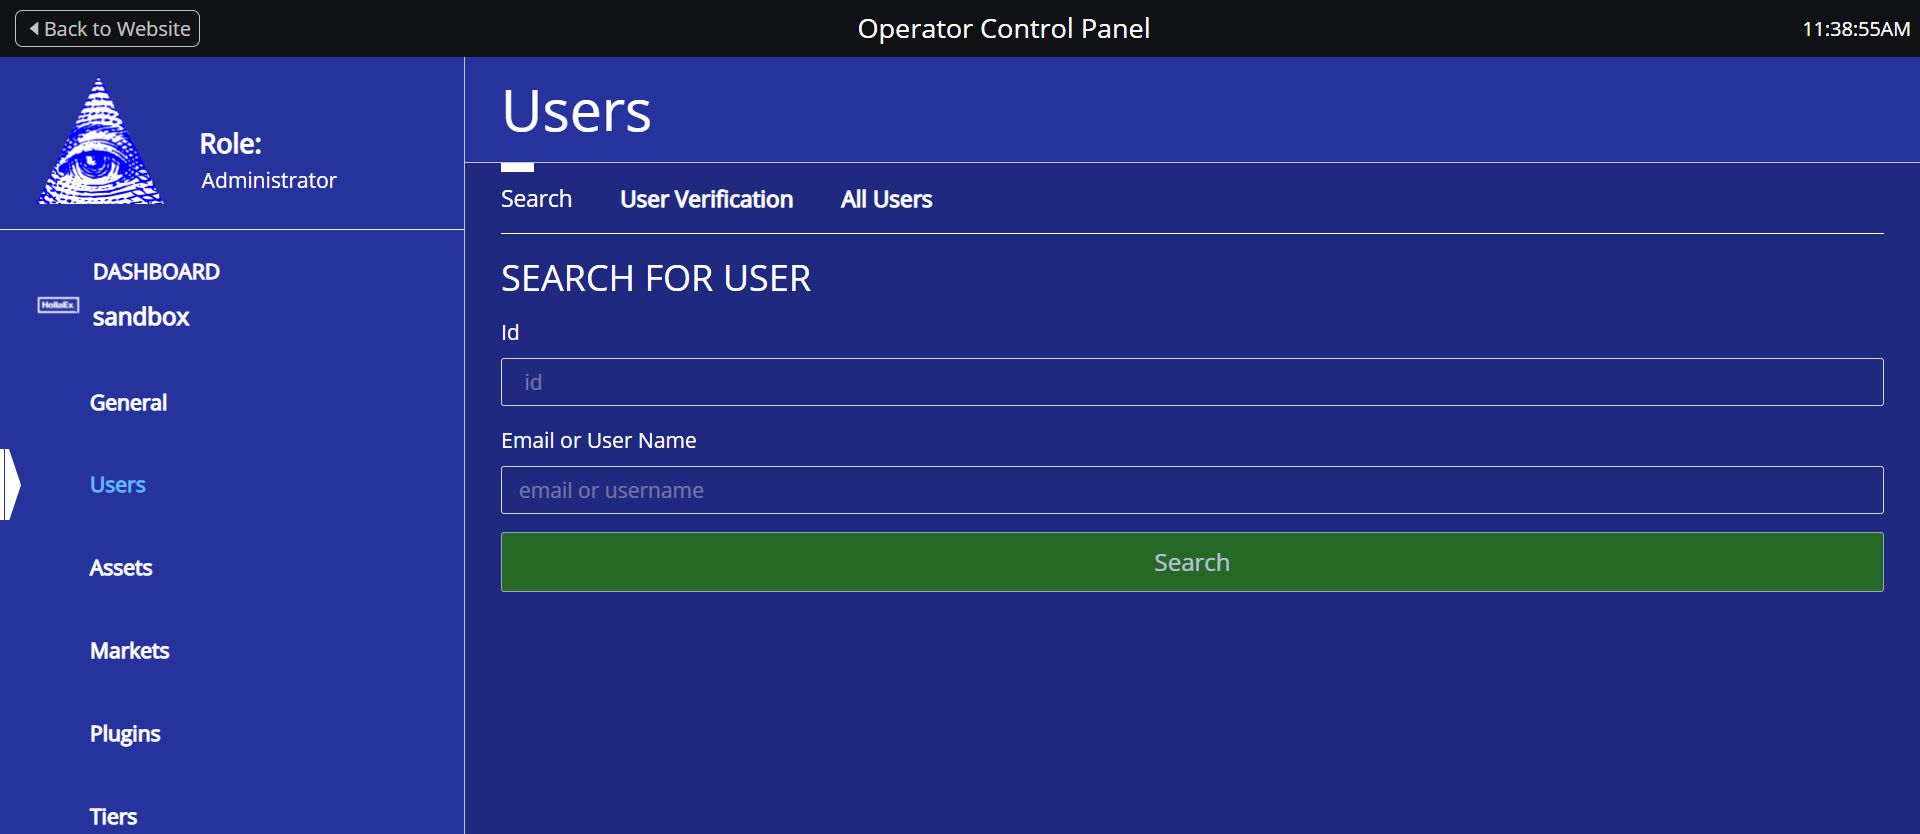 Back to Website
Operator Control Panel
11:38:55AM
Role:
Administrator
DASHBOARD
HollaEx
sandbox
General
Users
Assets
Markets
Plugins
Tiers
Users
Search
User Verification
All Users
SEARCH FOR USER
Id
id
Email or User Name
email or username
Search